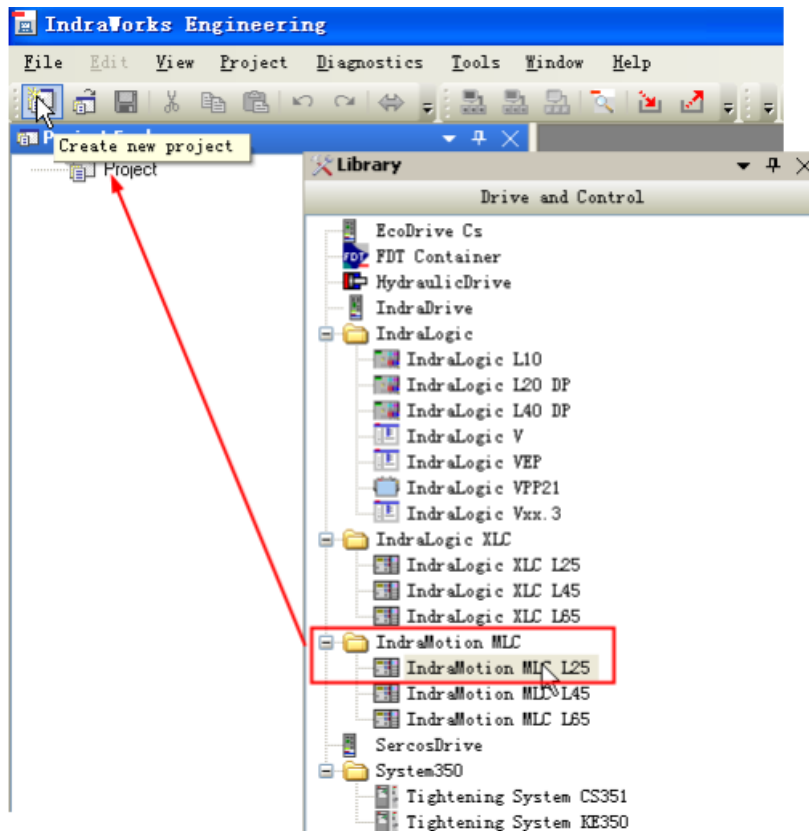 IndraWorks Engineering
File Edit View Project Diagnostics Tools Window Help
Create new project
Project
Library
Drive and Control
EcoDrive Cs
FDT Container
HydraulicDrive
IndraDrive
IndraLogic
IndraLogic L10
IndraLogic L20 DP
IndraLogic L40 DP
IndraLogic V
IndraLogic VEP
IndraLogic VPP21
IndraLogic Vxx.3
IndraLogic XLC
IndraLogic XLC L25
IndraLogic XLC L45
IndraLogic XLC L65
IndraMotion MLC
IndraMotion MLC L25
IndraMotion MLC L45
IndraMotion MLC L65
SercosDrive
System350
Tightening System CS351
Tightening System KE350